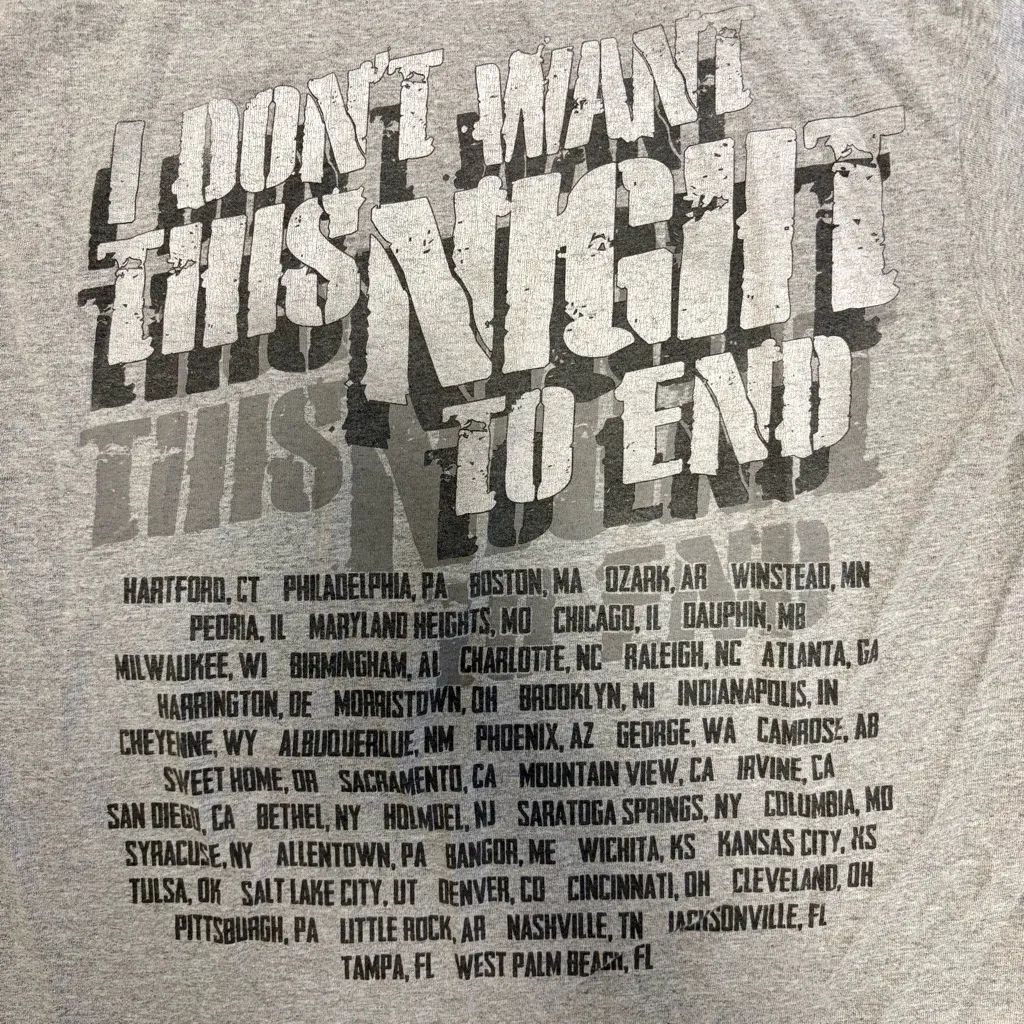 I DON'T WANT
THIS NIGHT
TO END
HARTFORD, CT PHILADELPHIA, PA BOSTON, MA OZARK, AR WINSTEAD, MN
PEORIA, IL MARYLAND HEIGHTS, MO CHICAGO, IL DAUPHIN, MB
MILWAUKEE, WI BIRMINGHAM, AL CHARLOTTE, NC RALEIGH, NC ATLANTA, GA
HARRINGTON, DE MORRISTOWN, OH BROOKLYN, MI INDIANAPOLIS, IN
CHEYENNE, WY ALBUQUERQUE, NM PHOENIX, AZ GEORGE, WA CAMROSE, AB
SWEET HOME, OR SACRAMENTO, CA MOUNTAIN VIEW, CA IRVINE, CA
SAN DIEGO, CA BETHEL, NY HOLMDEL, NJ SARATOGA SPRINGS, NY COLUMBIA, MD
SYRACUSE, NY ALLENTOWN, PA BANGOR, ME WICHITA, KS KANSAS CITY, KS
TULSA, OK SALT LAKE CITY, UT DENVER, CO CINCINNATI, OH CLEVELAND, OH
PITTSBURGH, PA LITTLE ROCK, AR NASHVILLE, TN JACKSONVILLE, FL
TAMPA, FL WEST PALM BEACH, FL